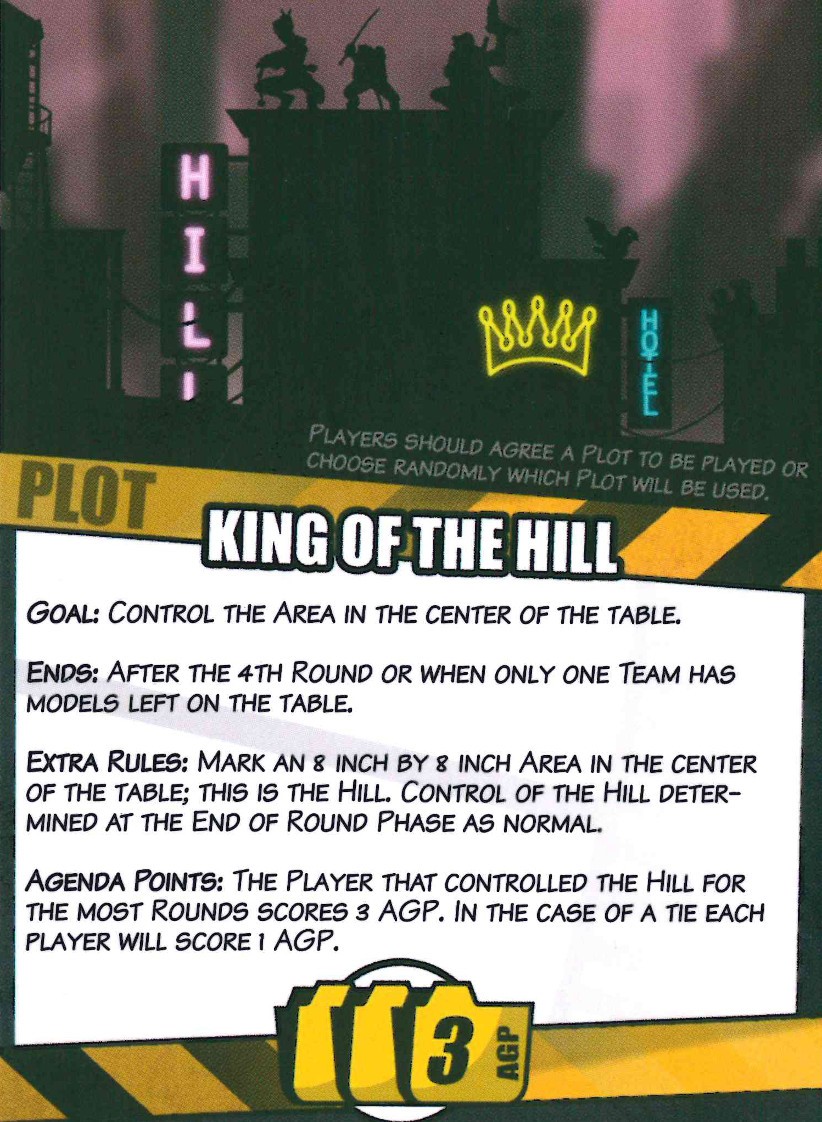 H
I
L
L
HOTEL
Players should agree a Plot to be played or
choose randomly which Plot will be used.
PLOT
KING OF THE HILL
Goal: Control the Area in the center of the table.
Ends: After the 4th Round or when only one Team has
models left on the table.
Extra Rules: Mark an 8 inch by 8 inch Area in the center
of the table; this is the Hill. Control of the Hill deter-
mined at the End of Round Phase as normal.
Agenda Points: The Player that controlled the Hill for
the most Rounds scores 3 AGP. In the case of a tie each
player will score 1 AGP.
3
AGP